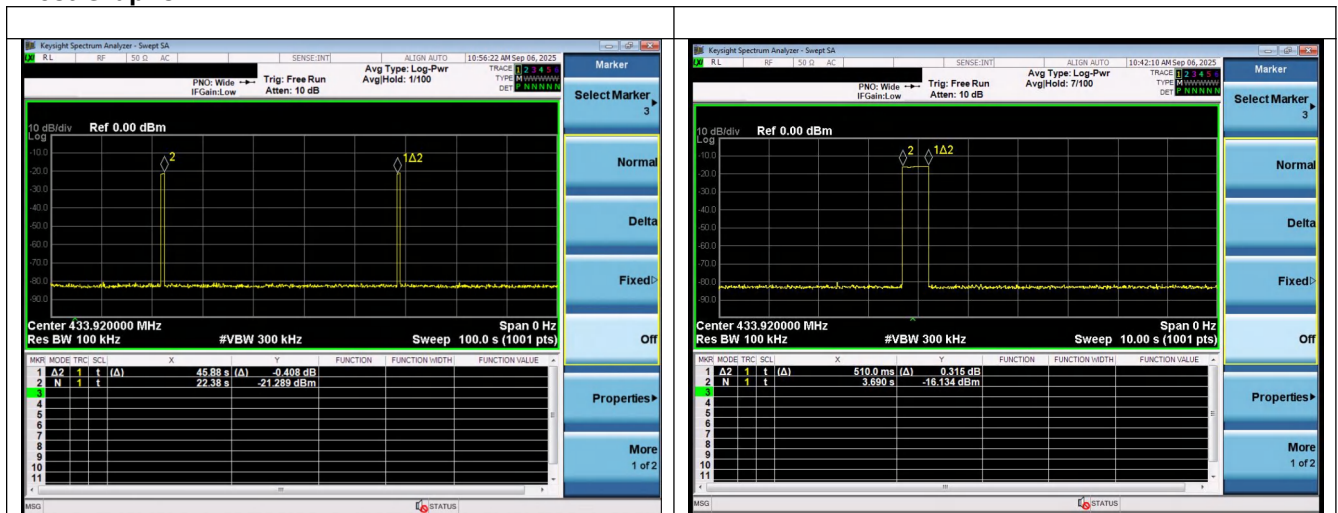 Keysight Spectrum Analyzer - Swept SA
RL RF 50 Ω AC SENSE:INT ALIGN AUTO 10:56:22 AM Sep 06, 2025
PNO: Wide Trig: Free Run Avg Type: Log-Pwr TRACE 1 2 3 4 5 6
IFGain:Low Atten: 10 dB Avg|Hold: 1/100 TYPE M WWWWW
DET P N N N N N
10 dB/div Ref 0.00 dBm
Log
-10.0
-20.0
-30.0
-40.0
-50.0
-60.0
-70.0
-80.0
-90.0
2
1Δ2
Center 433.920000 MHz Span 0 Hz
Res BW 100 kHz #VBW 300 kHz Sweep 100.0 s (1001 pts)
MKR MODE TRC SCL X Y FUNCTION FUNCTION WIDTH FUNCTION VALUE
1 Δ2 1 t (Δ) 45.88 s (Δ) -0.408 dB
2 N 1 t 22.38 s -21.289 dBm
3
4
5
6
7
8
9
10
11
MSG STATUS
Marker
Select Marker
3
Normal
Delta
Fixed
Off
Properties
More
1 of 2
Keysight Spectrum Analyzer - Swept SA
RL RF 50 Ω AC SENSE:INT ALIGN AUTO 10:42:10 AM Sep 06, 2025
PNO: Wide Trig: Free Run Avg Type: Log-Pwr TRACE 1 2 3 4 5 6
IFGain:Low Atten: 10 dB Avg|Hold: 7/100 TYPE M WWWWW
DET P N N N N N
10 dB/div Ref 0.00 dBm
Log
-10.0
-20.0
-30.0
-40.0
-50.0
-60.0
-70.0
-80.0
-90.0
2
1Δ2
Center 433.920000 MHz Span 0 Hz
Res BW 100 kHz #VBW 300 kHz Sweep 10.00 s (1001 pts)
MKR MODE TRC SCL X Y FUNCTION FUNCTION WIDTH FUNCTION VALUE
1 Δ2 1 t (Δ) 510.0 ms (Δ) 0.315 dB
2 N 1 t 3.690 s -16.134 dBm
3
4
5
6
7
8
9
10
11
MSG STATUS
Marker
Select Marker
3
Normal
Delta
Fixed
Off
Properties
More
1 of 2